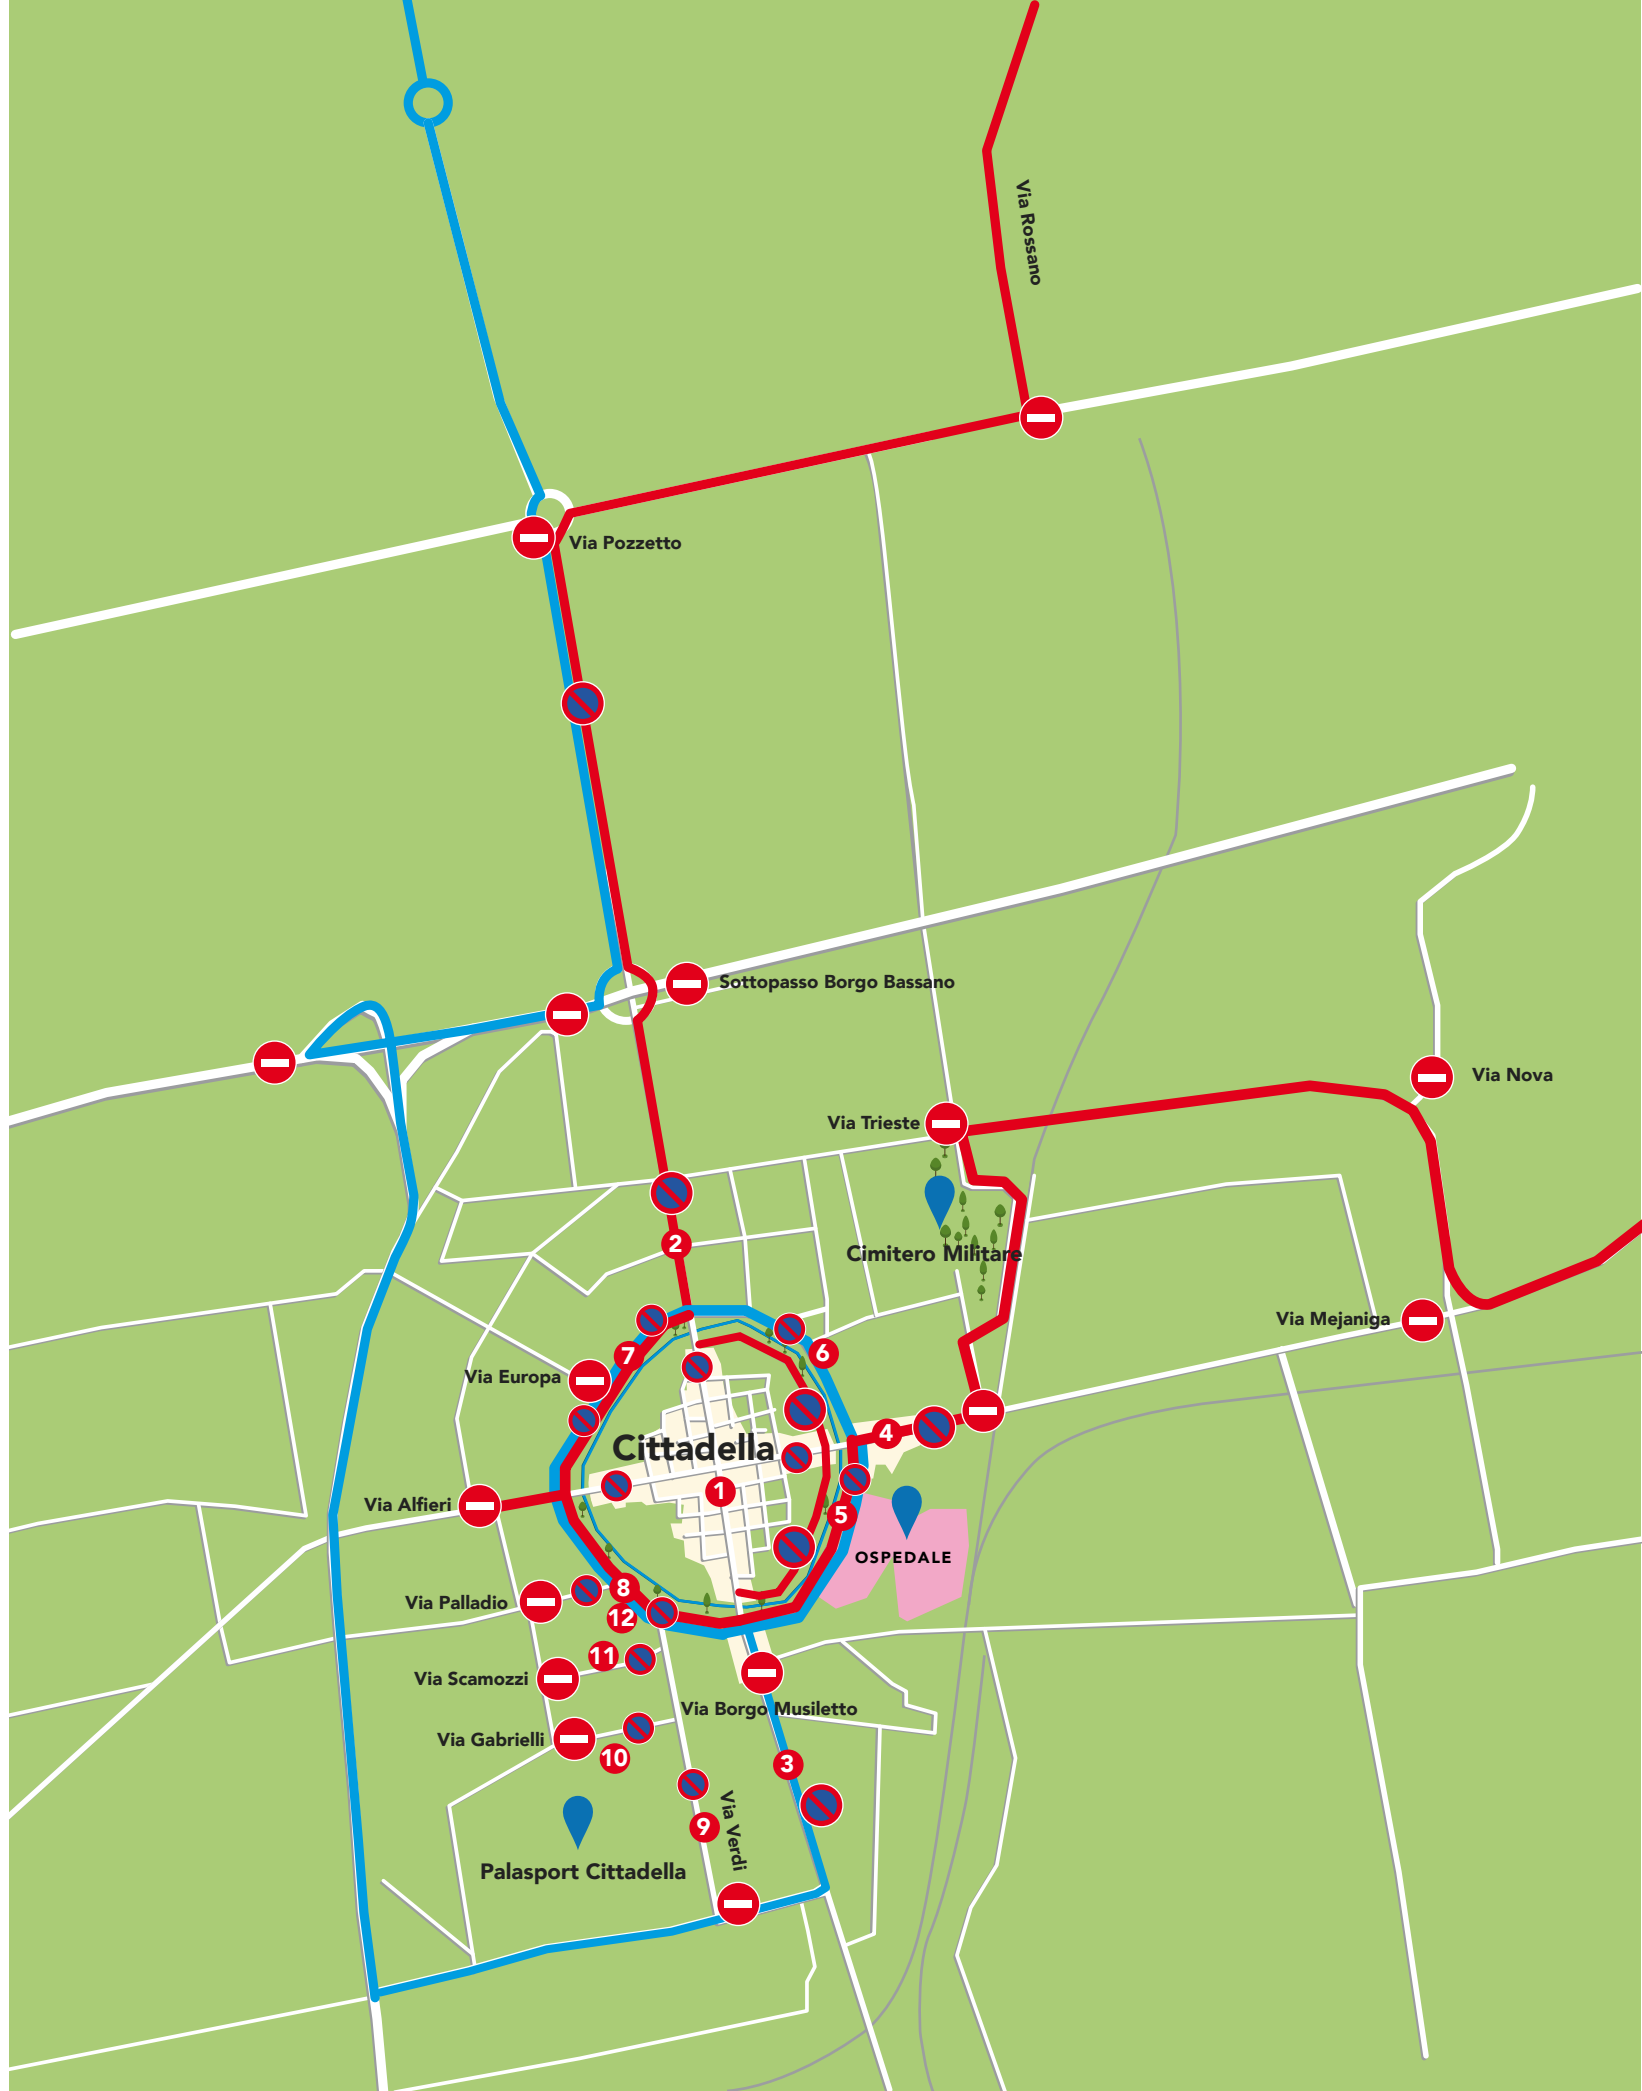 Via Rossano
Via Pozzetto
Sottopasso Borgo Bassano
Via Nova
Via Trieste
2
Cimitero Militare
Via Mejaniga
7
6
Via Europa
4
Cittadella
1
Via Alfieri
5
OSPEDALE
8
Via Palladio
12
11
Via Scamozzi
Via Borgo Musiletto
Via Gabrielli
10
3
9
Via Verdi
Palasport Cittadella